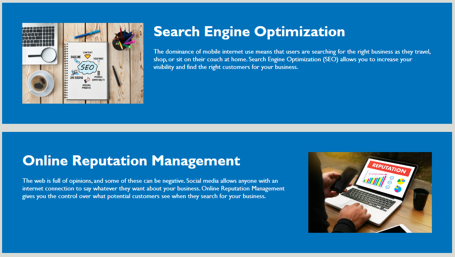 Search Engine Optimization
The dominance of mobile internet use means that users are searching for the right business as they travel,
shop, or sit on their couch at home. Search Engine Optimization (SEO) allows you to increase your
visibility and find the right customers for your business.
SEO
Online Reputation Management
The web is full of opinions, and some of these can be negative. Social media allows anyone with an
internet connection to say whatever they want about your business. Online Reputation Management
gives you the control over what potential customers see when they search for your business.
REPUTATION